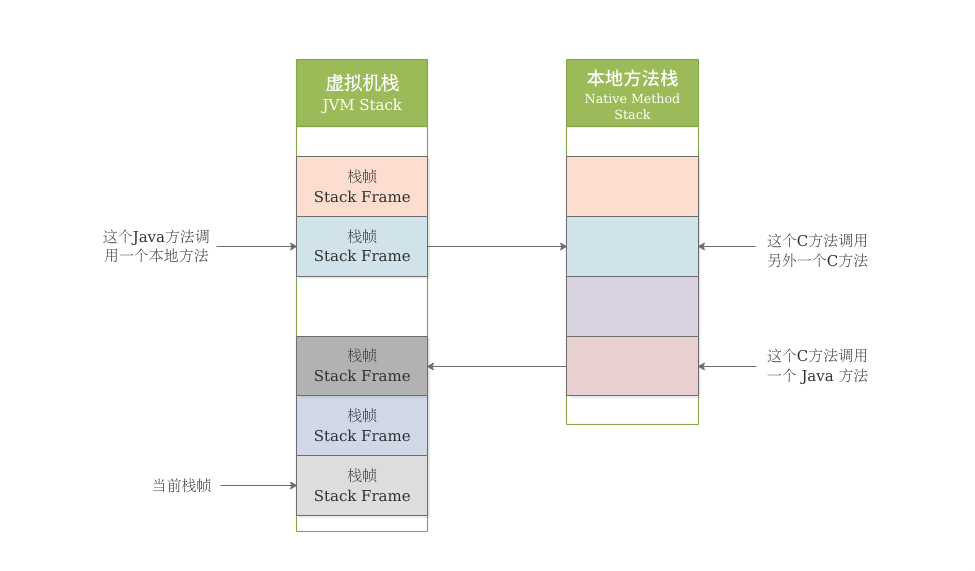 虚拟机栈
JVM Stack
本地方法栈
Native Method
Stack
栈帧
Stack Frame
这个Java方法调
用一个本地方法
栈帧
Stack Frame
这个C方法调用
另外一个C方法
栈帧
Stack Frame
这个C方法调用
一个 Java 方法
栈帧
Stack Frame
当前栈帧
栈帧
Stack Frame